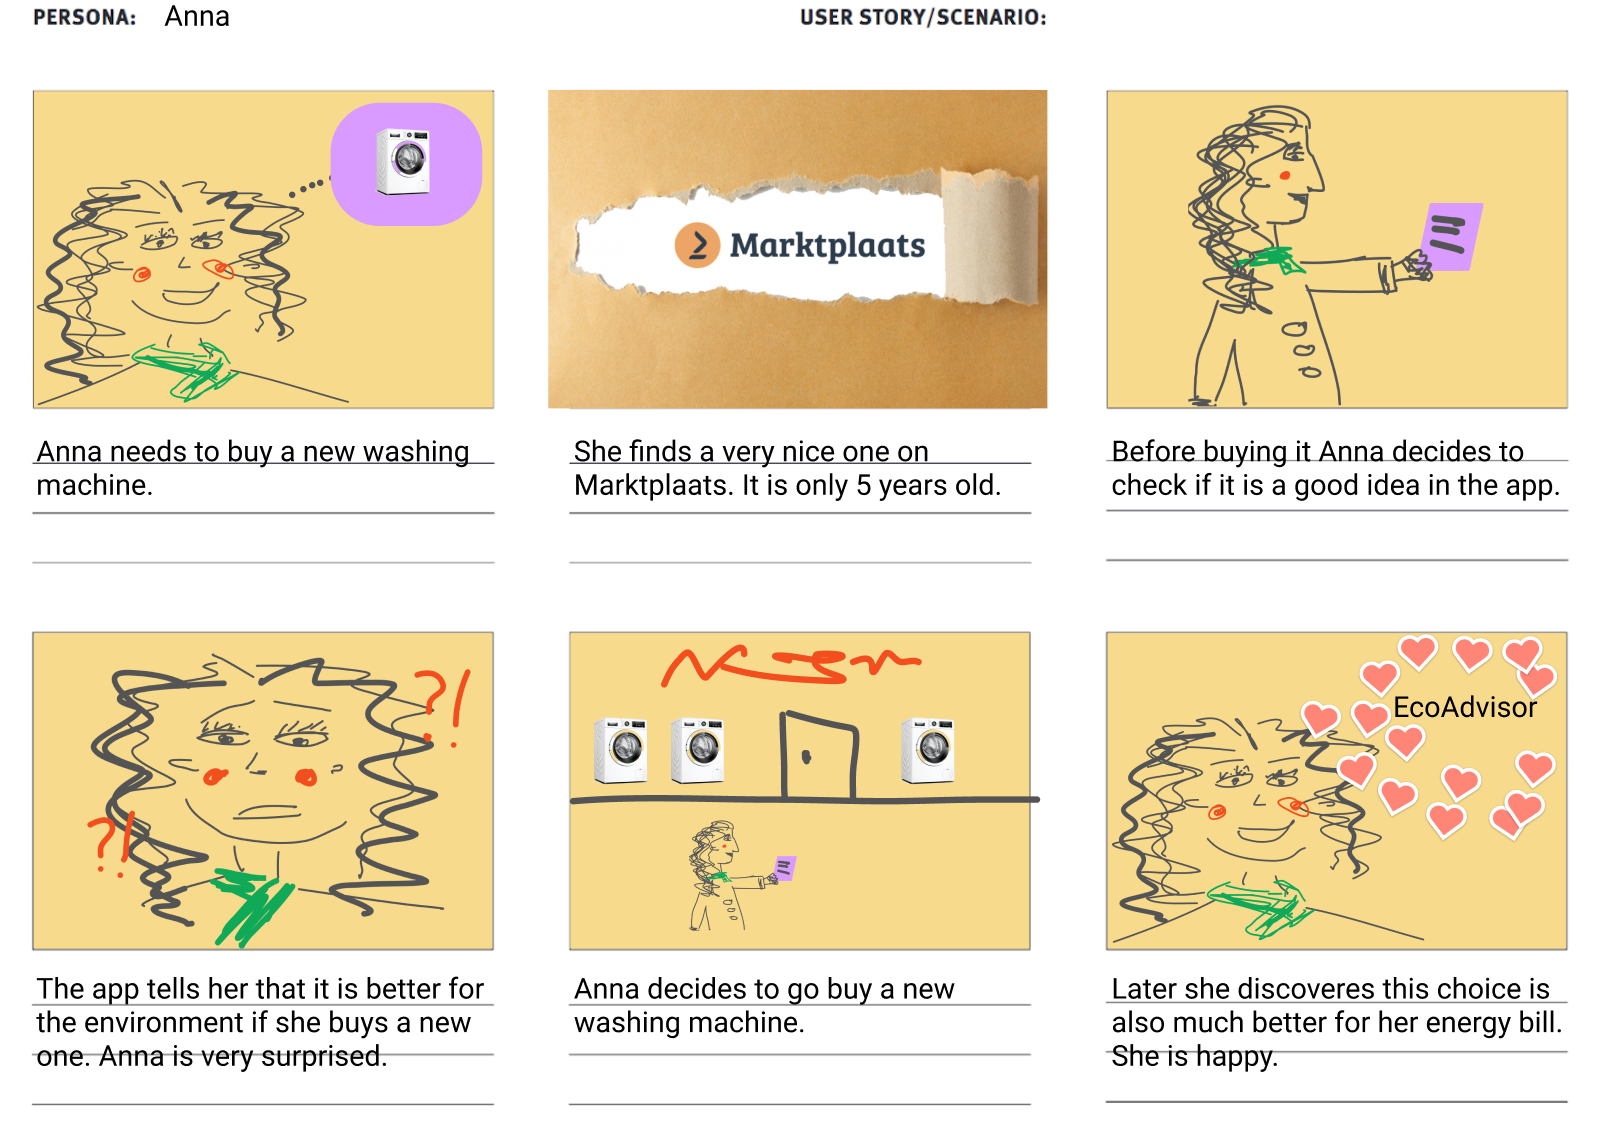 PERSONA: Anna
USER STORY/SCENARIO:
Marktplaats
Anna needs to buy a new washing
machine.
She finds a very nice one on
Marktplaats. It is only 5 years old.
Before buying it Anna decides to
check if it is a good idea in the app.
?!
?!
EcoAdvisor
The app tells her that it is better for
the environment if she buys a new
one. Anna is very surprised.
Anna decides to go buy a new
washing machine.
Later she discoveres this choice is
also much better for her energy bill.
She is happy.